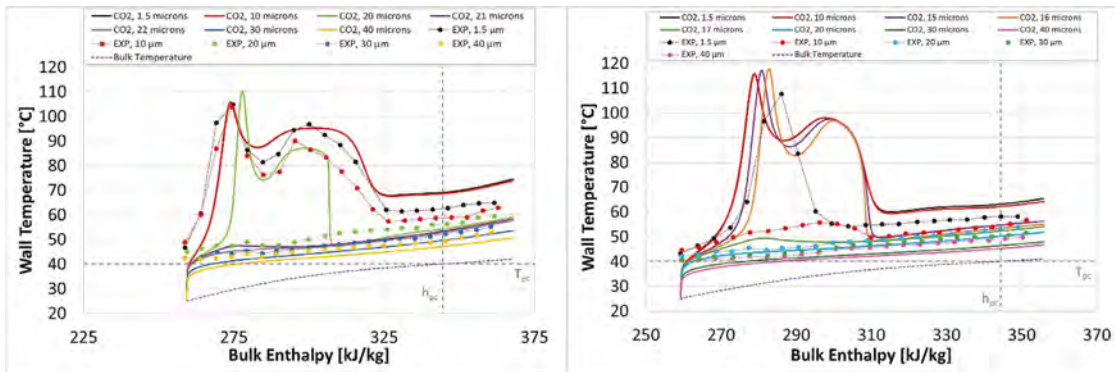 CO2, 1.5 microns CO2, 10 microns CO2, 20 microns CO2, 21 microns
CO2, 22 microns CO2, 30 microns CO2, 40 microns EXP, 1.5 μm
EXP, 10 μm EXP, 20 μm EXP, 30 μm EXP, 40 μm
Bulk Temperature
120
110
100
90
80
70
60
50
40
30
20
Wall Temperature [°C]
Tpc
hpc
225 275 325 375
Bulk Enthalpy [kJ/kg]
CO2, 1.5 microns CO2, 10 microns CO2, 15 microns CO2, 16 microns
CO2, 17 microns CO2, 20 microns CO2, 30 microns CO2, 40 microns
EXP, 1.5 μm EXP, 10 μm EXP, 20 μm EXP, 30 μm
EXP, 40 μm Bulk Temperature
120
110
100
90
80
70
60
50
40
30
20
Wall Temperature [°C]
Tpc
hpc
250 270 290 310 330 350 370
Bulk Enthalpy [kJ/kg]